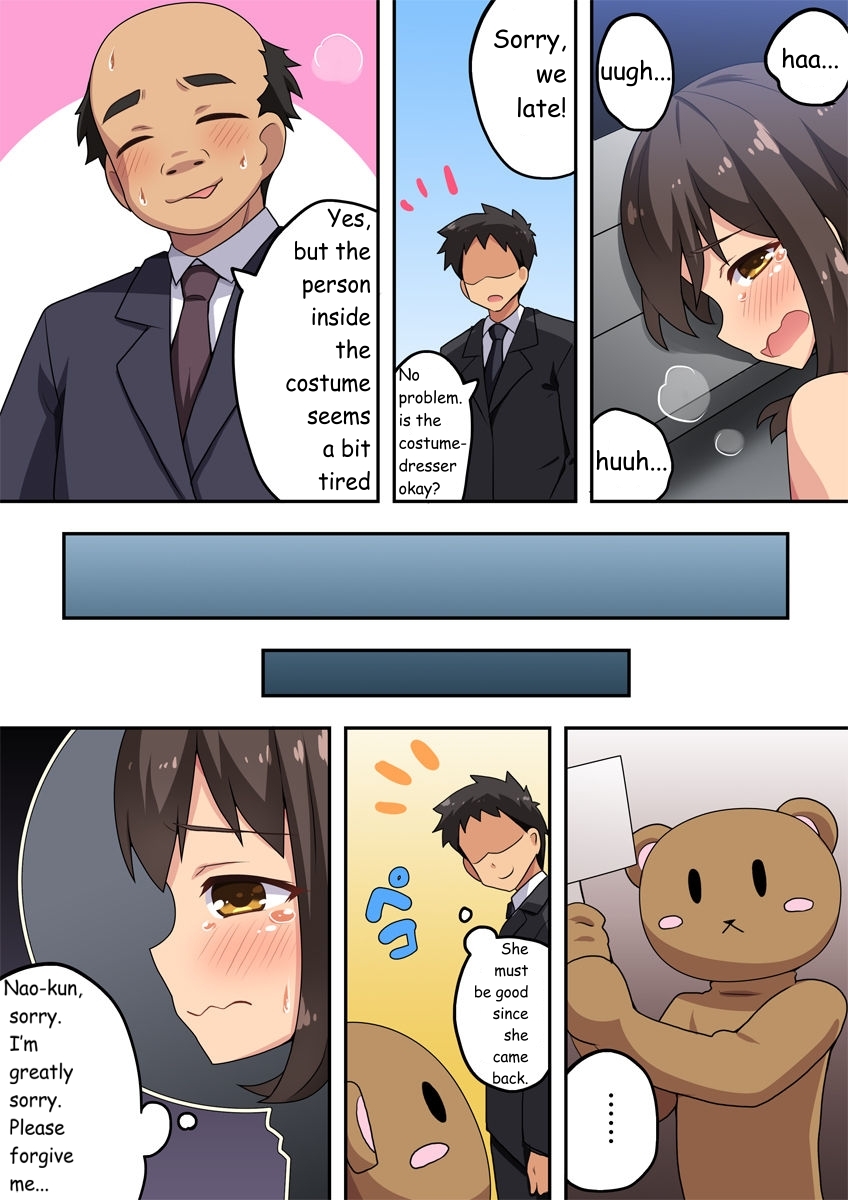 haa...
uugh...
huuh...
Sorry,
we
late!
No
problem.
is the
costume-
dresser
okay?
Yes,
but the
person
inside
the
costume
seems
a bit
tired
......
ペコ
She
must
be good
since
she
came
back.
Nao-kun,
sorry.
I'm
greatly
sorry.
Please
forgive
me...